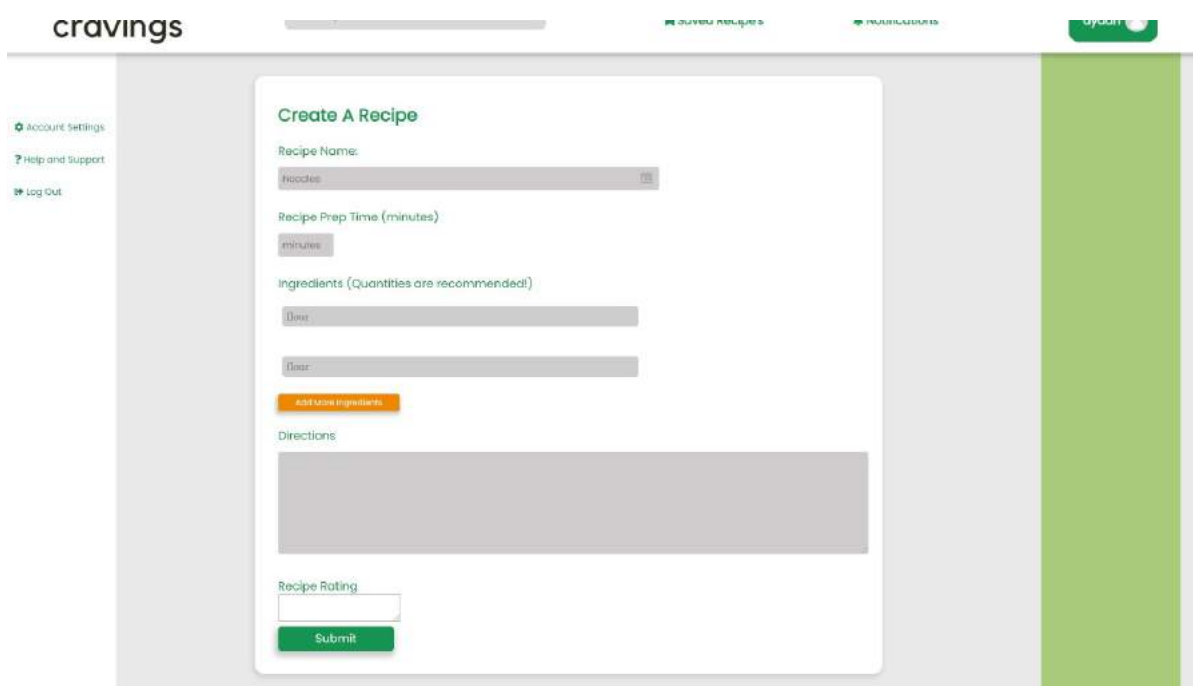 cravings
Saved Recipes
Notifications
ayaan
Account Settings
? Help and Support
Log Out
Create A Recipe
Recipe Name:
Noodles
Recipe Prep Time (minutes)
minutes
Ingredients (Quantities are recommended!)
flour
flour
Add More Ingredients
Directions
Recipe Rating
Submit